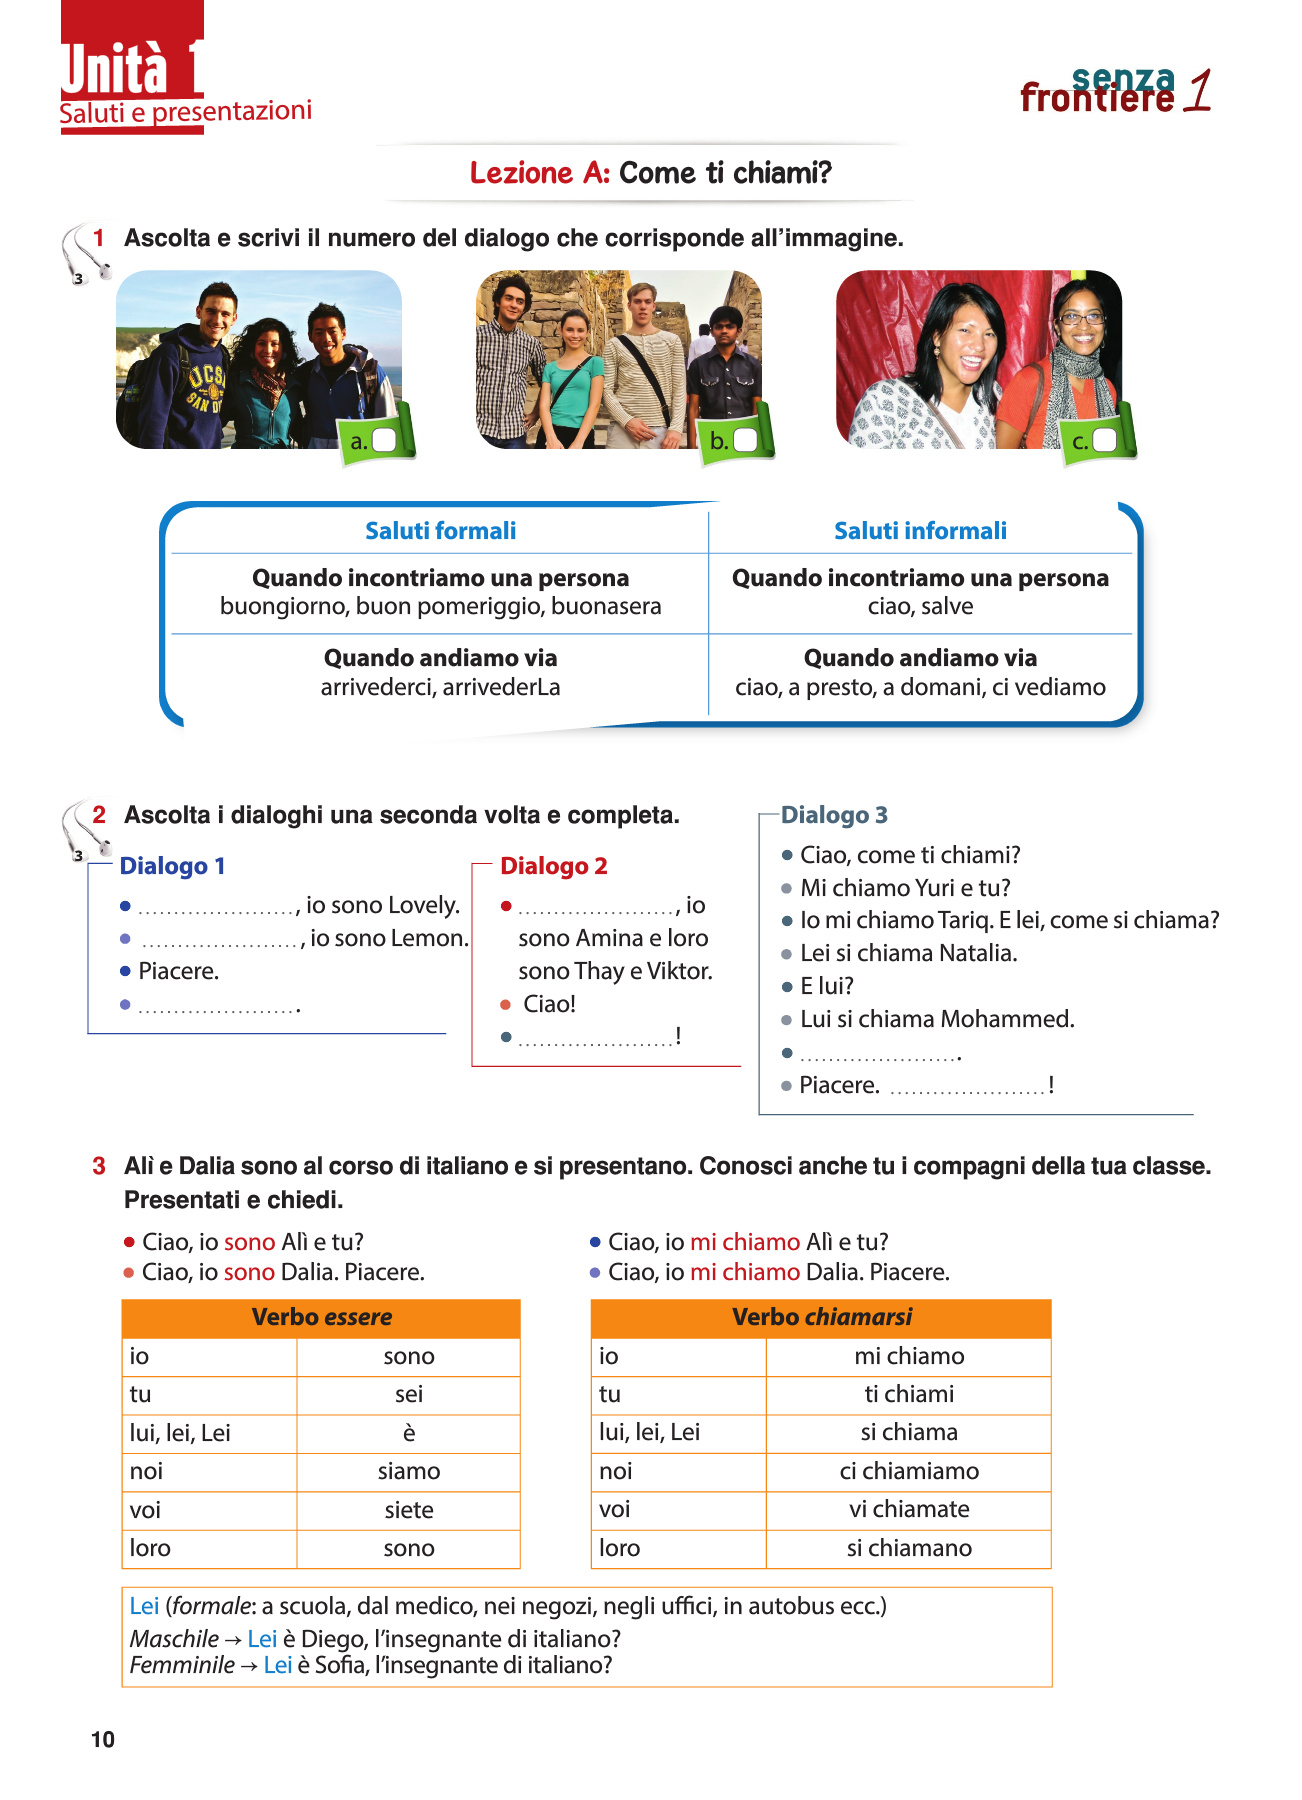 Unità 1
Saluti e presentazioni
senza
frontiere 1
Lezione A: Come ti chiami?
1 Ascolta e scrivi il numero del dialogo che corrisponde all'immagine.
3
UCSD
SAN DI
a.
b.
c.
Saluti formali
Saluti informali
Quando incontriamo una persona
buongiorno, buon pomeriggio, buonasera
Quando incontriamo una persona
ciao, salve
Quando andiamo via
arrivederci, arrivederLa
Quando andiamo via
ciao, a presto, a domani, ci vediamo
2 Ascolta i dialoghi una seconda volta e completa.
3
Dialogo 1
• ......................, io sono Lovely.
• ......................, io sono Lemon.
• Piacere.
• ...................... .
Dialogo 2
• ......................, io
sono Amina e loro
sono Thay e Viktor.
• Ciao!
• ......................!
Dialogo 3
• Ciao, come ti chiami?
• Mi chiamo Yuri e tu?
• Io mi chiamo Tariq. E lei, come si chiama?
• Lei si chiama Natalia.
• E lui?
• Lui si chiama Mohammed.
• ...................... .
• Piacere. ......................!
3 Alì e Dalia sono al corso di italiano e si presentano. Conosci anche tu i compagni della tua classe.
Presentati e chiedi.
• Ciao, io sono Alì e tu?
• Ciao, io sono Dalia. Piacere.
• Ciao, io mi chiamo Alì e tu?
• Ciao, io mi chiamo Dalia. Piacere.
Verbo essere
io sono
tu sei
lui, lei, Lei è
noi siamo
voi siete
loro sono
Verbo chiamarsi
io mi chiamo
tu ti chiami
lui, lei, Lei si chiama
noi ci chiamiamo
voi vi chiamate
loro si chiamano
Lei (formale: a scuola, dal medico, nei negozi, negli uffici, in autobus ecc.)
Maschile → Lei è Diego, l'insegnante di italiano?
Femminile → Lei è Sofia, l'insegnante di italiano?
10